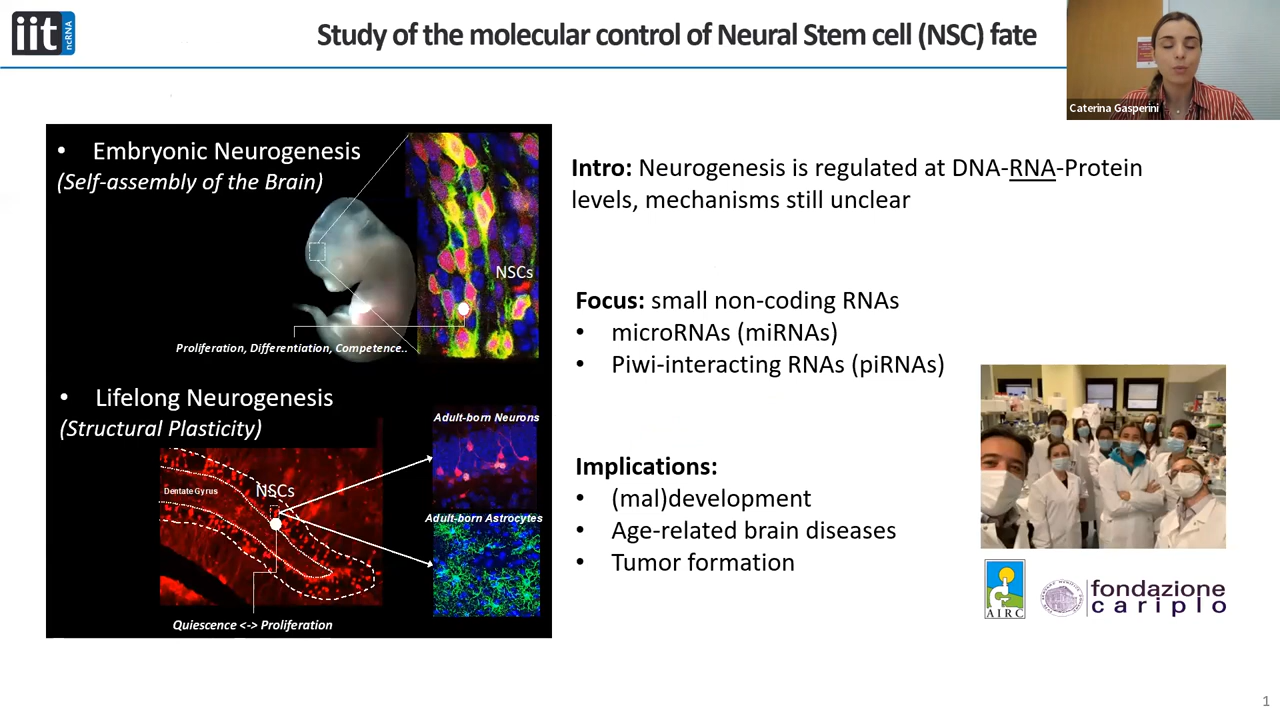 iit
ncRNA
Study of the molecular control of Neural Stem cell (NSC) fate
Caterina Gasperini
• Embryonic Neurogenesis
(Self-assembly of the Brain)
NSCs
Proliferation, Differentiation, Competence..
• Lifelong Neurogenesis
(Structural Plasticity)
Adult-born Neurons
Dentate Gyrus
NSCs
Adult-born Astrocytes
Quiescence <-> Proliferation
Intro: Neurogenesis is regulated at DNA-RNA-Protein
levels, mechanisms still unclear
Focus: small non-coding RNAs
• microRNAs (miRNAs)
• Piwi-interacting RNAs (piRNAs)
Implications:
• (mal)development
• Age-related brain diseases
• Tumor formation
AIRC
fondazione
cariplo
1